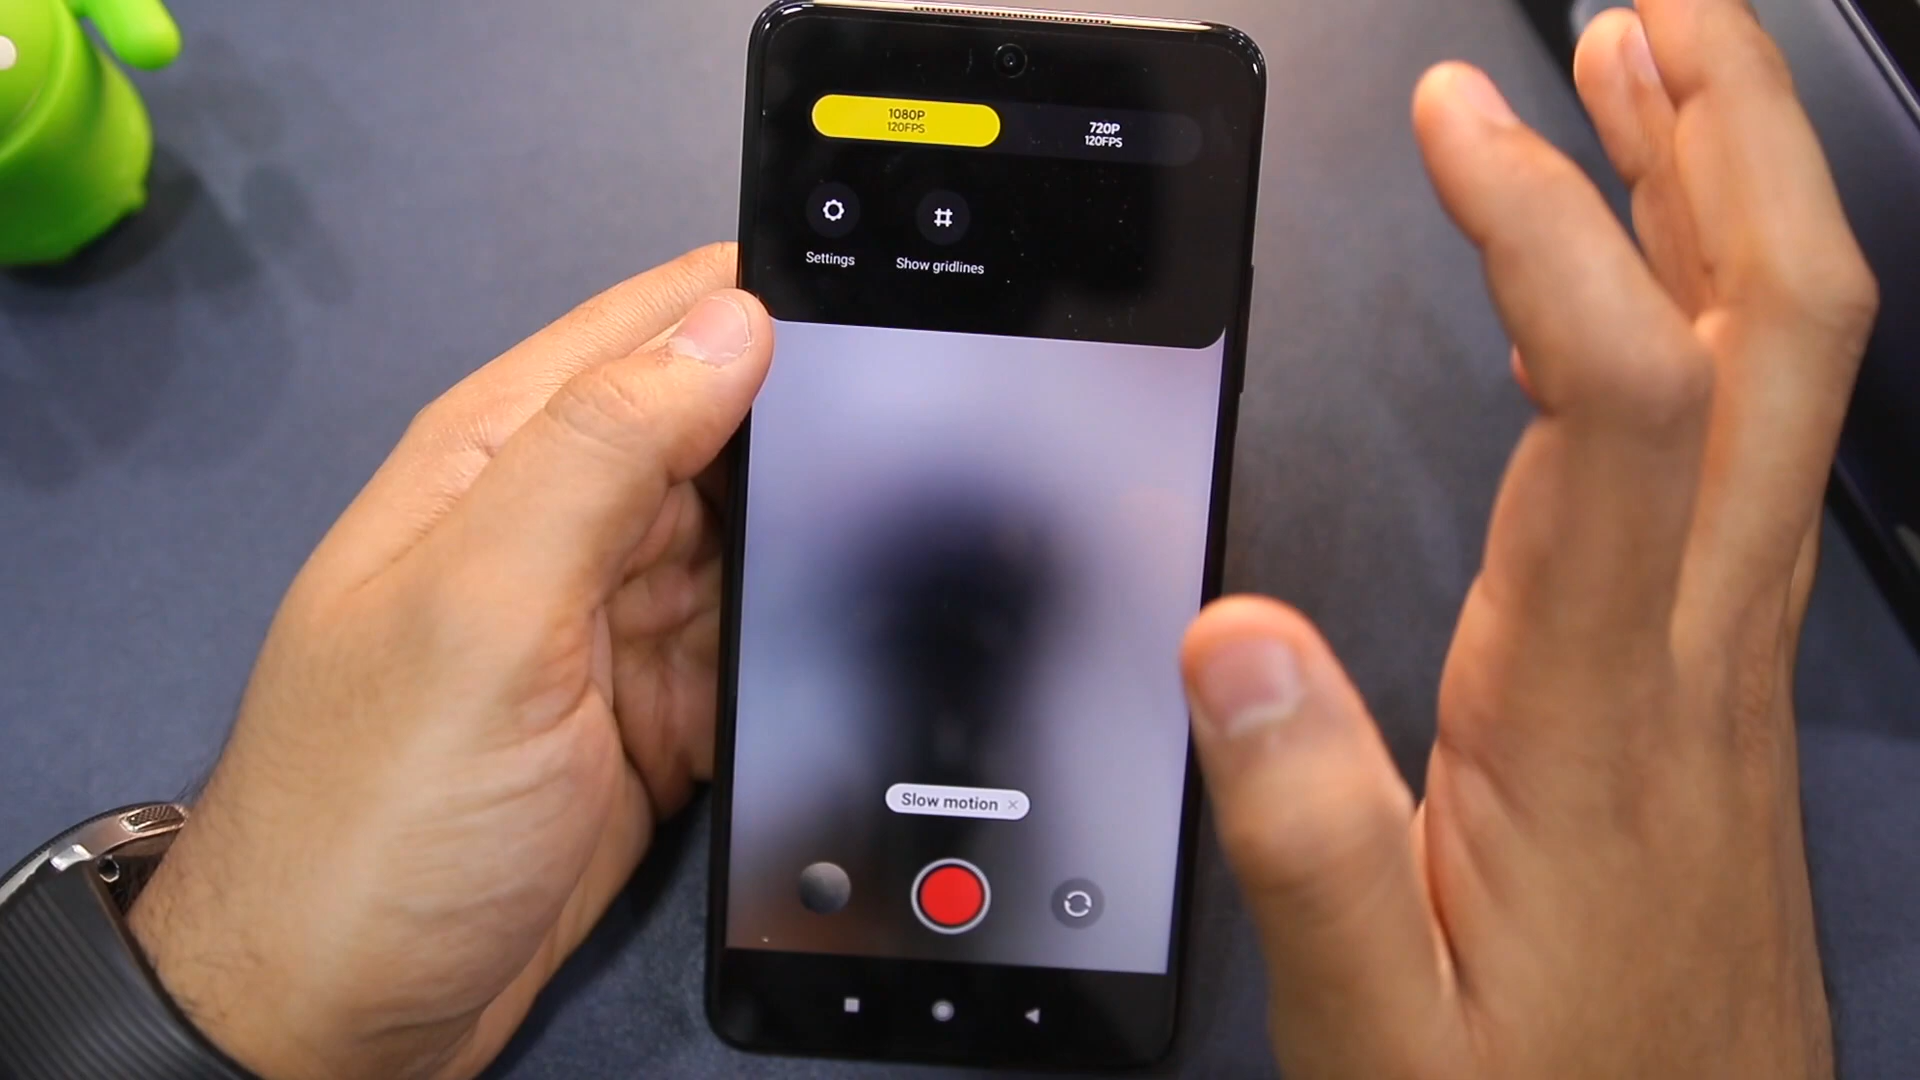 1080P
120FPS
720P
120FPS
Settings
Show gridlines
Slow motion